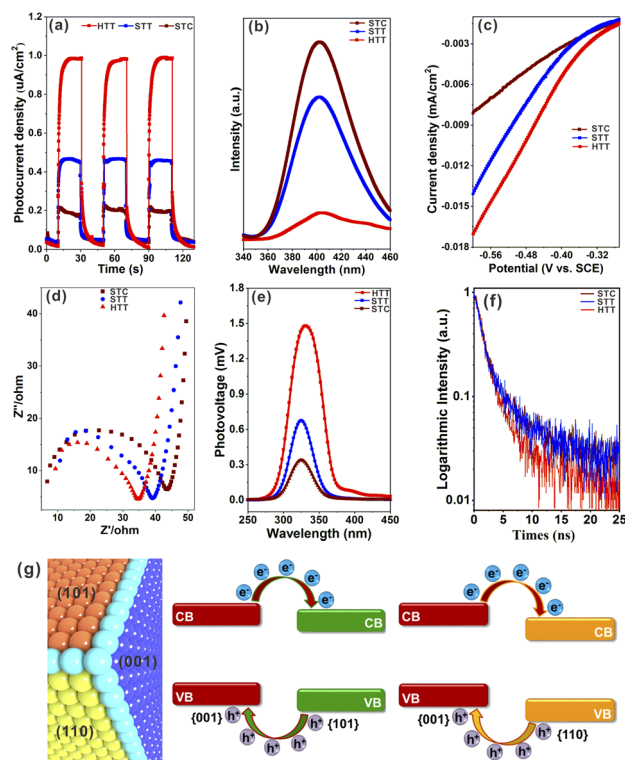 (a)
HTT STT STC
Photocurrent density (uA/cm²)
1.2
1.0
0.8
0.6
0.4
0.2
0.0
0 30 60 90 120
Time (s)
(b)
STC
STT
HTT
Intensity (a.u.)
340 370 400 430 460
Wavelength (nm)
(c)
-0.003
-0.006
-0.009
-0.012
-0.015
-0.018
Current density (mA/cm²)
STC
STT
HTT
-0.56 -0.48 -0.40 -0.32
Potential (V vs. SCE)
(d)
STC
STT
HTT
Z''/ohm
40
30
20
10
10 20 30 40 50
Z'/ohm
(e)
HTT
STT
STC
Photovoltage (mV)
1.8
1.5
1.2
0.9
0.6
0.3
0.0
250 300 350 400 450
Wavelength (nm)
(f)
STC
STT
HTT
Logarithmic Intensity (a.u.)
1
0.1
0.01
0 5 10 15 20 25
Times (ns)
(g)
(101)
(001)
(110)
e- e- e- e- e-
CB
CB
VB
VB
{001} h+ h+ h+ h+ h+ {101}
e- e- e- e- e-
CB
CB
VB
VB
{001} h+ h+ h+ h+ h+ {110}